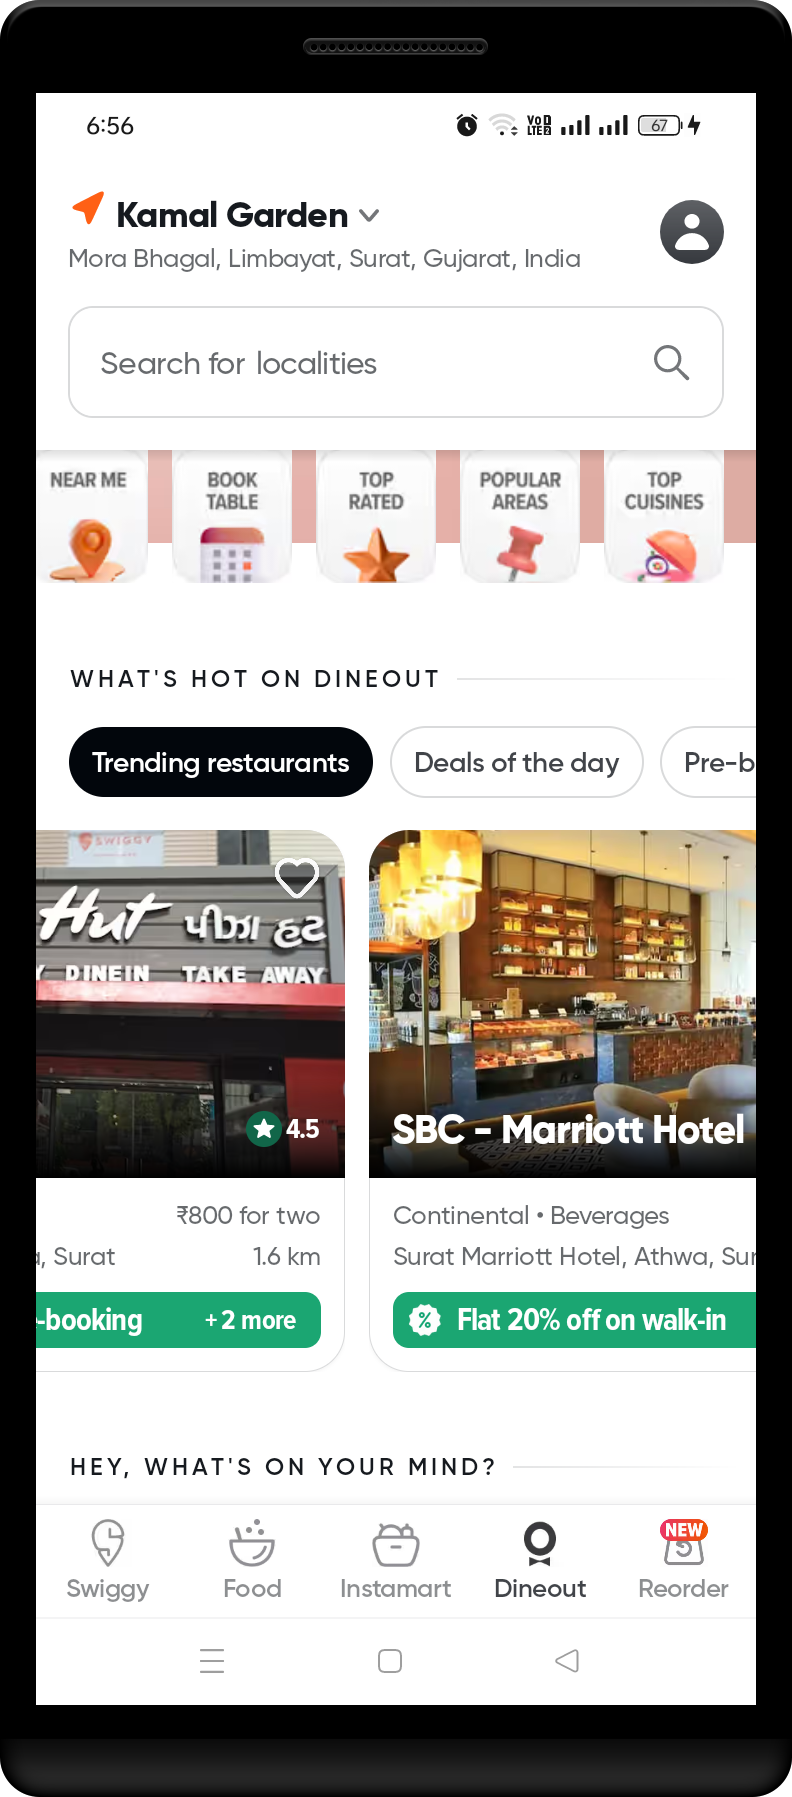 6:56
Vo D
LTE 2
67
Kamal Garden
Mora Bhagal, Limbayat, Surat, Gujarat, India
Search for localities
NEAR ME
BOOK
TABLE
TOP
RATED
POPULAR
AREAS
TOP
CUISINES
WHAT'S HOT ON DINEOUT
Trending restaurants
Deals of the day
Pre-b
SWIGGY
Hut પીઝા હટ
Y DINEIN TAKE AWAY
4.5
₹800 for two
a, Surat
1.6 km
e-booking
+ 2 more
SBC - Marriott Hotel
Continental • Beverages
Surat Marriott Hotel, Athwa, Sur
Flat 20% off on walk-in
HEY, WHAT'S ON YOUR MIND?
Swiggy
Food
Instamart
Dineout
NEW
Reorder